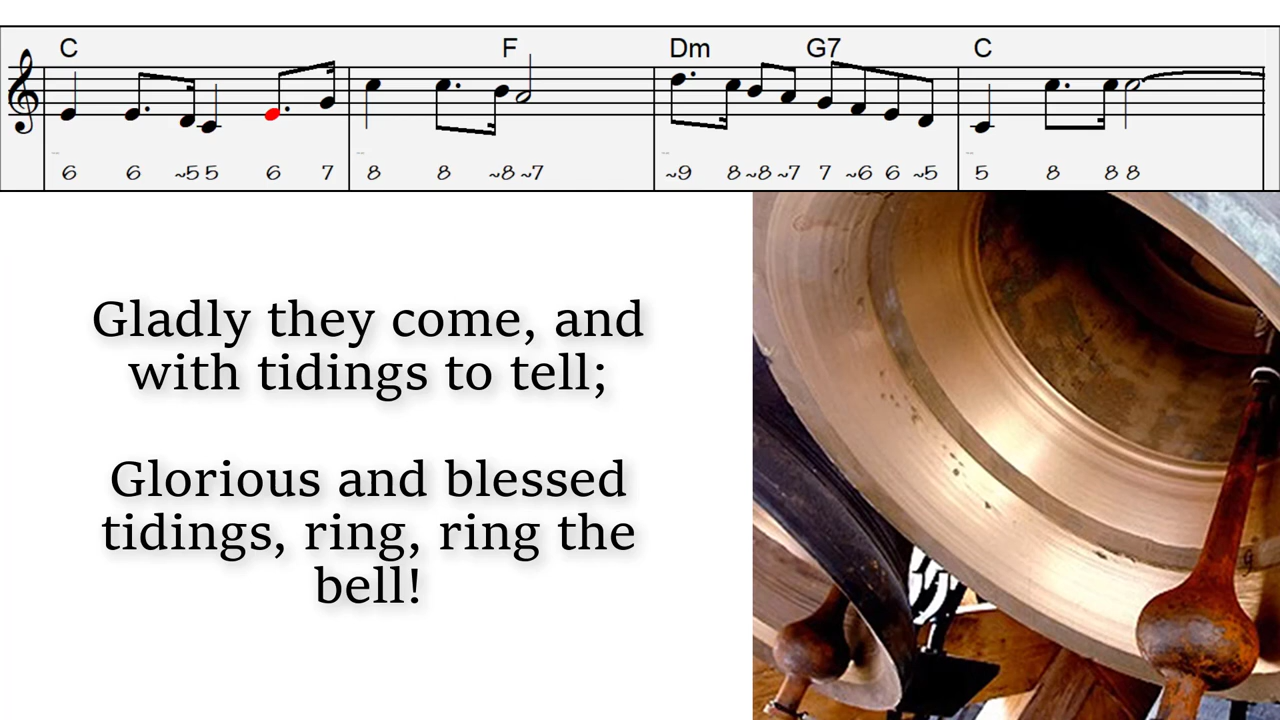 C F Dm G7 C
6 6 ~5 5 6 7 8 8 ~8 ~7 ~9 8 ~8 ~7 7 ~6 6 ~5 5 8 8 8
Gladly they come, and
with tidings to tell;
Glorious and blessed
tidings, ring, ring the
bell!